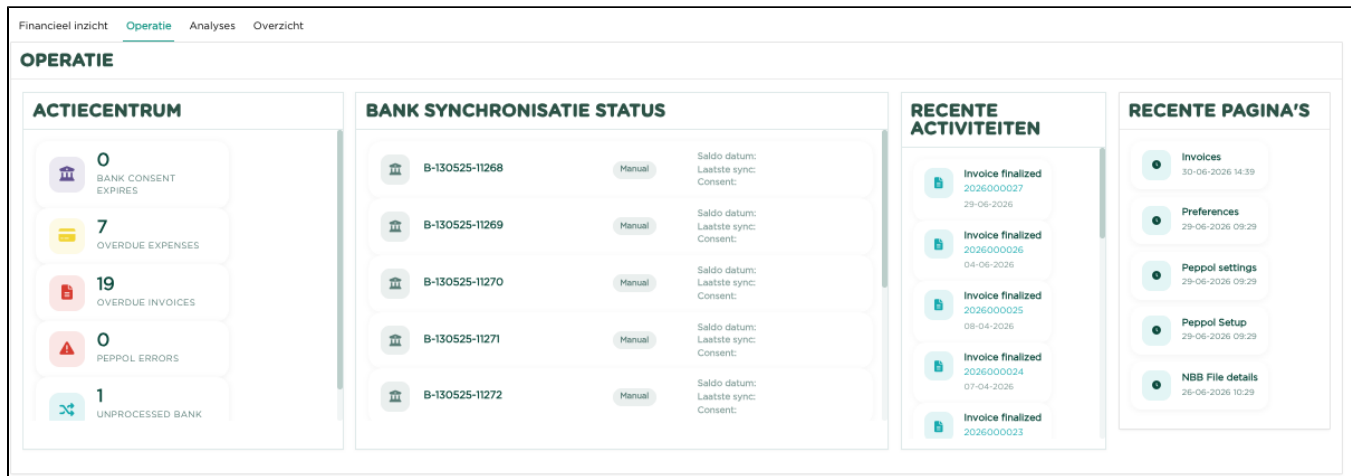 Financieel inzicht Operatie Analyses Overzicht
OPERATIE
ACTIECENTRUM
0
BANK CONSENT
EXPIRES
7
OVERDUE EXPENSES
19
OVERDUE INVOICES
0
PEPPOL ERRORS
1
UNPROCESSED BANK
BANK SYNCHRONISATIE STATUS
B-130525-11268 Manual
Saldo datum:
Laatste sync:
Consent:
B-130525-11269 Manual
Saldo datum:
Laatste sync:
Consent:
B-130525-11270 Manual
Saldo datum:
Laatste sync:
Consent:
B-130525-11271 Manual
Saldo datum:
Laatste sync:
Consent:
B-130525-11272 Manual
Saldo datum:
Laatste sync:
Consent:
RECENTE
ACTIVITEITEN
Invoice finalized
2026000027
29-06-2026
Invoice finalized
2026000026
04-06-2026
Invoice finalized
2026000025
08-04-2026
Invoice finalized
2026000024
07-04-2026
Invoice finalized
2026000023
RECENTE PAGINA'S
Invoices
30-06-2026 14:39
Preferences
29-06-2026 09:29
Peppol settings
29-06-2026 09:29
Peppol Setup
29-06-2026 09:29
NBB File details
26-06-2026 10:29